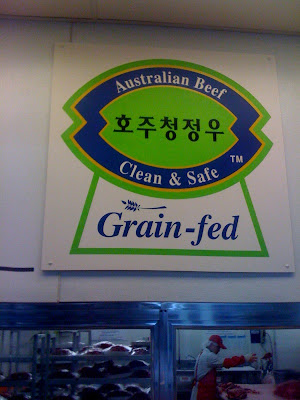 Australian Beef
호주청정우
Clean & Safe
TM
Grain-fed